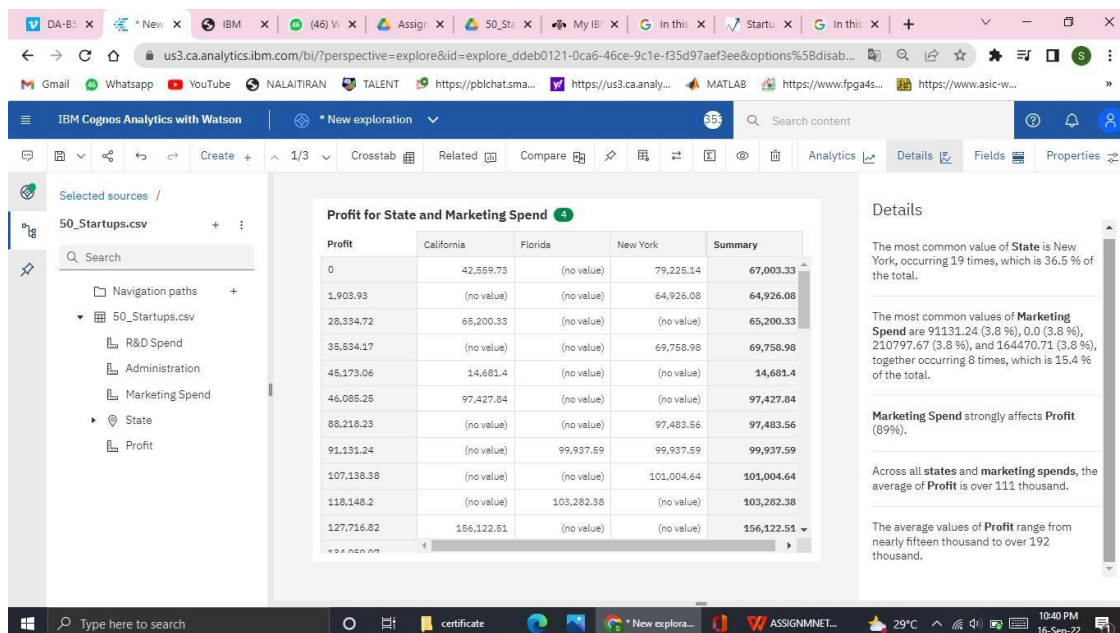 DA-B5
* New
IBM
(46) W
Assign
50_Sta
My IB
In this
Startu
In this
us3.ca.analytics.ibm.com/bi/?perspective=explore&id=explore_ddeb0121-0ca6-46ce-9c1e-f35d97aef3ee&options%5Bdisab...
S
Gmail
Whatsapp
YouTube
NALAITIRAN
TALENT
https://pblchat.sma...
https://us3.ca.analy...
MATLAB
https://www.fpga4s...
https://www.asic-w...
IBM Cognos Analytics with Watson
* New exploration
Search content
Create +
1/3
Crosstab
Related
Compare
Analytics
Details
Fields
Properties
Selected sources /
50_Startups.csv
Search
Navigation paths
50_Startups.csv
R&D Spend
Administration
Marketing Spend
State
Profit
Profit for State and Marketing Spend 4
Profit California Florida New York Summary
0 42,559.73 (no value) 79,225.14 67,003.33
1,903.93 (no value) (no value) 64,926.08 64,926.08
28,334.72 65,200.33 (no value) (no value) 65,200.33
35,534.17 (no value) (no value) 69,758.98 69,758.98
45,173.06 14,681.4 (no value) (no value) 14,681.4
46,085.25 97,427.84 (no value) (no value) 97,427.84
88,218.23 (no value) (no value) 97,483.56 97,483.56
91,131.24 (no value) 99,937.59 99,937.59 99,937.59
107,138.38 (no value) (no value) 101,004.64 101,004.64
118,148.2 (no value) 103,282.38 (no value) 103,282.38
127,716.82 156,122.51 (no value) (no value) 156,122.51
Details
The most common value of State is New
York, occurring 19 times, which is 36.5 % of
the total.
The most common values of Marketing
Spend are 91131.24 (3.8 %), 0.0 (3.8 %),
210797.67 (3.8 %), and 164470.71 (3.8 %),
together occurring 8 times, which is 15.4 %
of the total.
Marketing Spend strongly affects Profit
(89%).
Across all states and marketing spends, the
average of Profit is over 111 thousand.
The average values of Profit range from
nearly fifteen thousand to over 192
thousand.
Type here to search
certificate
* New explora...
ASSIGNMNET...
29°C
10:40 PM
16-Sep-22